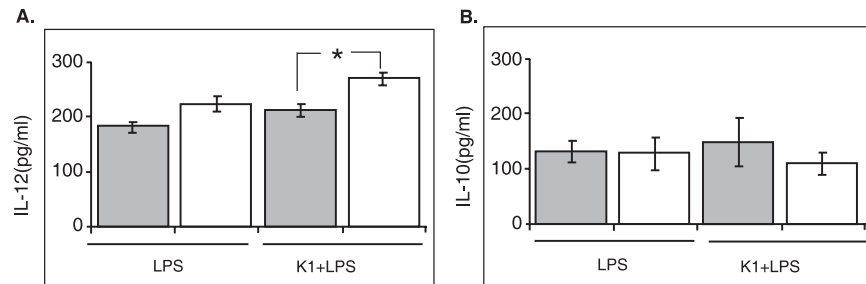 A.
300
200
100
0
IL-12(pg/ml)
*
LPS
K1+LPS
B.
300
200
100
0
IL-10(pg/ml)
LPS
K1+LPS